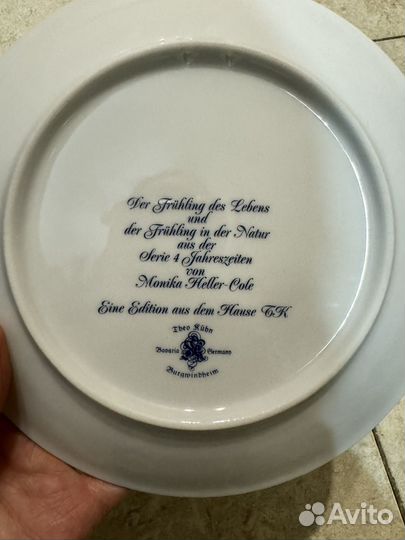 Der Frühling des Lebens
und
der Frühling in der Natur
aus der
Serie 4 Jahreszeiten
von
Monika Heller-Cole
Eine Edition aus dem Hause TK
Theo Kühn
Bavaria Germany
Burgwindheim
Avito